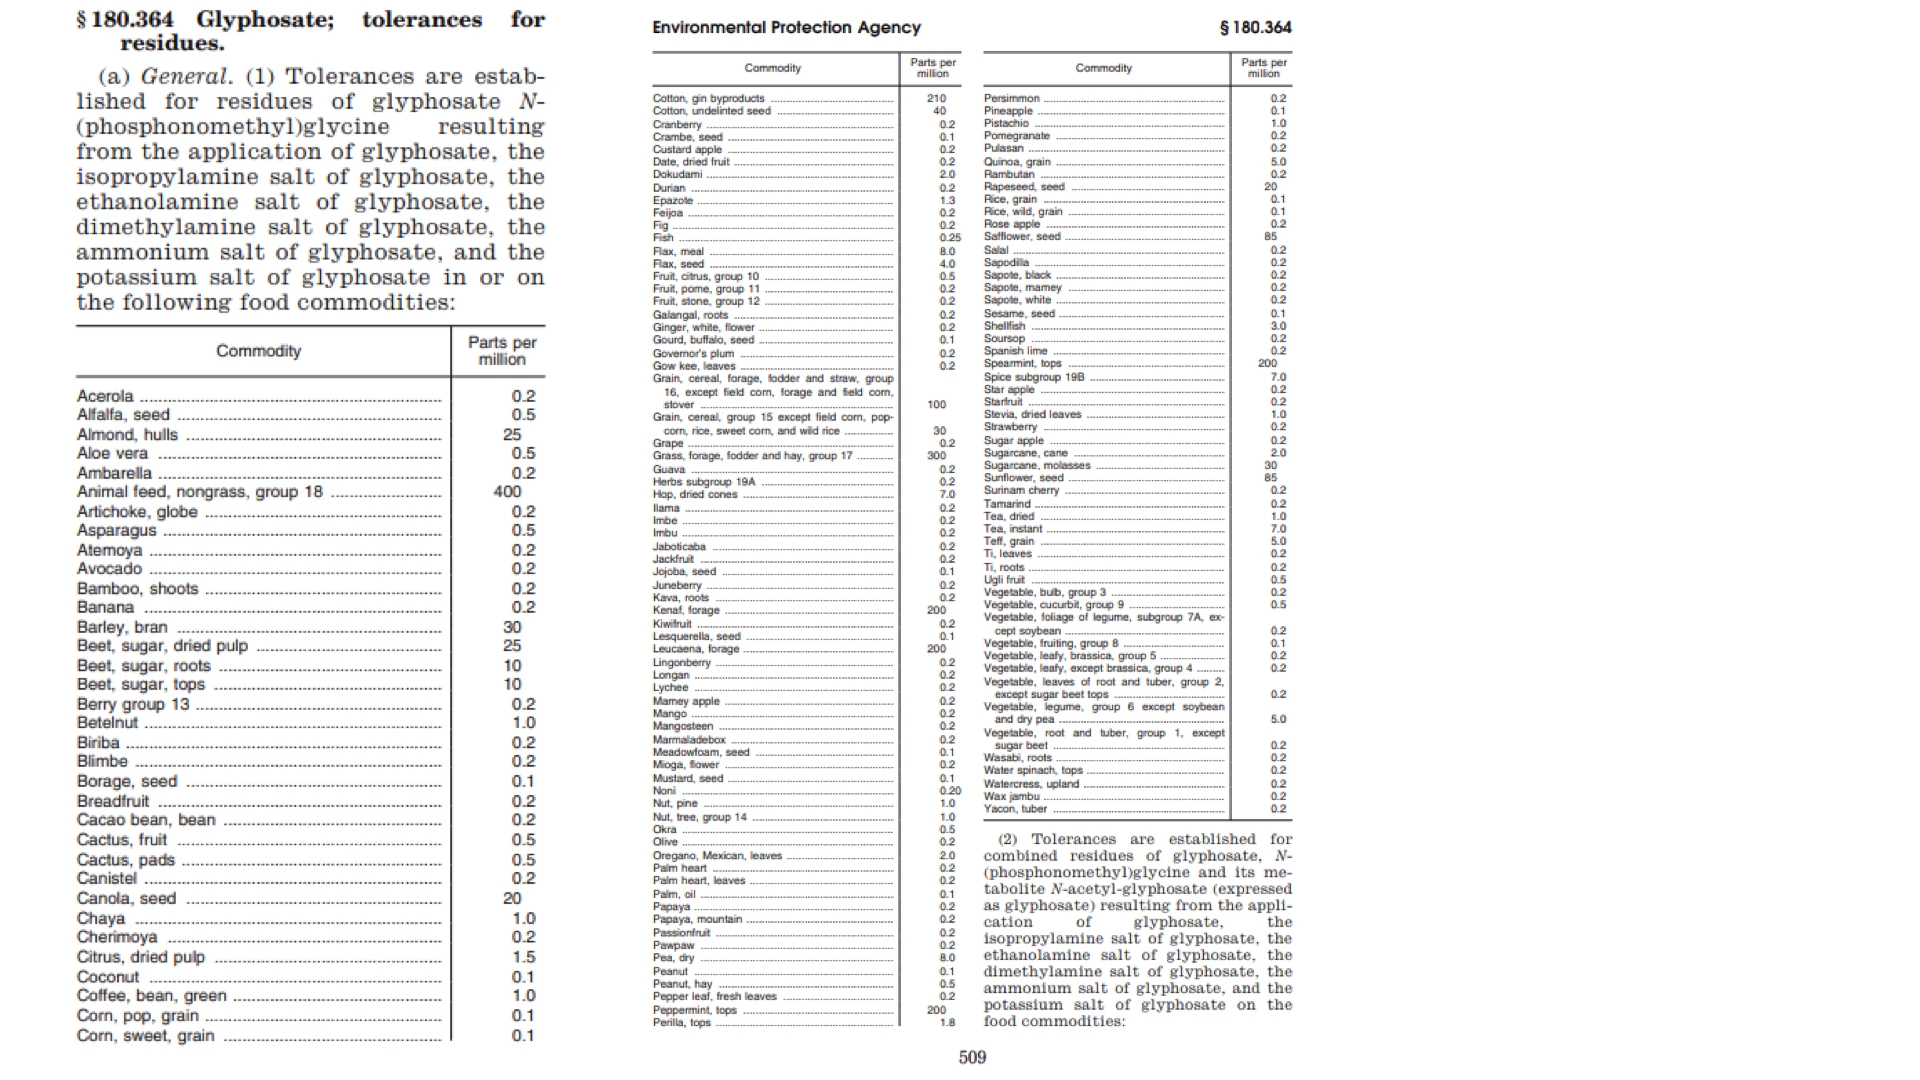 § 180.364 Glyphosate; tolerances for
residues.
(a) General. (1) Tolerances are estab-
lished for residues of glyphosate N-
(phosphonomethyl)glycine resulting
from the application of glyphosate, the
isopropylamine salt of glyphosate, the
ethanolamine salt of glyphosate, the
dimethylamine salt of glyphosate, the
ammonium salt of glyphosate, and the
potassium salt of glyphosate in or on
the following food commodities:
Commodity Parts per million
Acerola 0.2
Alfalfa, seed 0.5
Almond, hulls 25
Aloe vera 0.5
Ambarella 0.2
Animal feed, nongrass, group 18 400
Artichoke, globe 0.2
Asparagus 0.5
Atemoya 0.2
Avocado 0.2
Bamboo, shoots 0.2
Banana 0.2
Barley, bran 30
Beet, sugar, dried pulp 25
Beet, sugar, roots 10
Beet, sugar, tops 10
Berry group 13 0.2
Betelnut 1.0
Biriba 0.2
Blimbe 0.2
Borage, seed 0.1
Breadfruit 0.2
Cacao bean, bean 0.2
Cactus, fruit 0.5
Cactus, pads 0.5
Canistel 0.2
Canola, seed 20
Chaya 1.0
Cherimoya 0.2
Citrus, dried pulp 1.5
Coconut 0.1
Coffee, bean, green 1.0
Corn, pop, grain 0.1
Corn, sweet, grain 0.1
Environmental Protection Agency § 180.364
Commodity Parts per million
Cotton, gin byproducts 210
Cotton, undelinted seed 40
Cranberry 0.2
Crambe, seed 0.1
Custard apple 0.2
Date, dried fruit 0.2
Dokudami 2.0
Durian 0.2
Epazote 1.3
Feijoa 0.2
Fig 0.2
Fish 0.25
Flax, meal 8.0
Flax, seed 4.0
Fruit, citrus, group 10 0.5
Fruit, pome, group 11 0.2
Fruit, stone, group 12 0.2
Galangal, roots 0.2
Ginger, white, flower 0.2
Gourd, buffalo, seed 0.1
Governor's plum 0.2
Gow kee, leaves 0.2
Grain, cereal, forage, fodder and straw, group
16, except field corn, forage and field corn,
stover 100
Grain, cereal, group 15 except field corn, pop-
corn, rice, sweet corn, and wild rice 30
Grape 0.2
Grass, forage, fodder and hay, group 17 300
Guava 0.2
Herbs subgroup 19A 0.2
Hop, dried cones 7.0
Ilama 0.2
Imbe 0.2
Imbu 0.2
Jaboticaba 0.2
Jackfruit 0.2
Jojoba, seed 0.1
Juneberry 0.2
Kava, roots 0.2
Kenaf, forage 200
Kiwifruit 0.2
Lesquerella, seed 0.1
Leucaena, forage 200
Lingonberry 0.2
Longan 0.2
Lychee 0.2
Mamey apple 0.2
Mango 0.2
Mangosteen 0.2
Marmaladebox 0.2
Meadowfoam, seed 0.1
Mioga, flower 0.2
Mustard, seed 0.1
Noni 0.20
Nut, pine 1.0
Nut, tree, group 14 1.0
Okra 0.5
Olive 0.2
Oregano, Mexican, leaves 2.0
Palm heart 0.2
Palm heart, leaves 0.2
Palm, oil 0.1
Papaya 0.2
Papaya, mountain 0.2
Passionfruit 0.2
Pawpaw 0.2
Pea, dry 8.0
Peanut 0.1
Peanut, hay 0.5
Pepper leaf, fresh leaves 0.2
Peppermint, tops 200
Perilla, tops 1.8
Commodity Parts per million
Persimmon 0.2
Pineapple 0.1
Pistachio 1.0
Pomegranate 0.2
Pulasan 0.2
Quinoa, grain 5.0
Rambutan 0.2
Rapeseed, seed 20
Rice, grain 0.1
Rice, wild, grain 0.1
Rose apple 0.2
Safflower, seed 85
Salal 0.2
Sapodilla 0.2
Sapote, black 0.2
Sapote, mamey 0.2
Sapote, white 0.2
Sesame, seed 0.1
Shellfish 3.0
Soursop 0.2
Spanish lime 0.2
Spearmint, tops 200
Spice subgroup 19B 7.0
Star apple 0.2
Starfruit 0.2
Stevia, dried leaves 1.0
Strawberry 0.2
Sugar apple 0.2
Sugarcane, cane 2.0
Sugarcane, molasses 30
Sunflower, seed 85
Surinam cherry 0.2
Tamarind 0.2
Tea, dried 1.0
Tea, instant 7.0
Teff, grain 5.0
Ti, leaves 0.2
Ti, roots 0.2
Ugli fruit 0.5
Vegetable, bulb, group 3 0.2
Vegetable, cucurbit, group 9 0.5
Vegetable, foliage of legume, subgroup 7A, ex-
cept soybean 0.2
Vegetable, fruiting, group 8 0.1
Vegetable, leafy, brassica, group 5 0.2
Vegetable, leafy, except brassica, group 4 0.2
Vegetable, leaves of root and tuber, group 2,
except sugar beet tops 0.2
Vegetable, legume, group 6 except soybean
and dry pea 5.0
Vegetable, root and tuber, group 1, except
sugar beet 0.2
Wasabi, roots 0.2
Water spinach, tops 0.2
Watercress, upland 0.2
Wax jambu 0.2
Yacon, tuber 0.2
(2) Tolerances are established for
combined residues of glyphosate, N-
(phosphonomethyl)glycine and its me-
tabolite N-acetyl-glyphosate (expressed
as glyphosate) resulting from the appli-
cation of glyphosate, the
isopropylamine salt of glyphosate, the
ethanolamine salt of glyphosate, the
dimethylamine salt of glyphosate, the
ammonium salt of glyphosate, and the
potassium salt of glyphosate on the
food commodities:
509